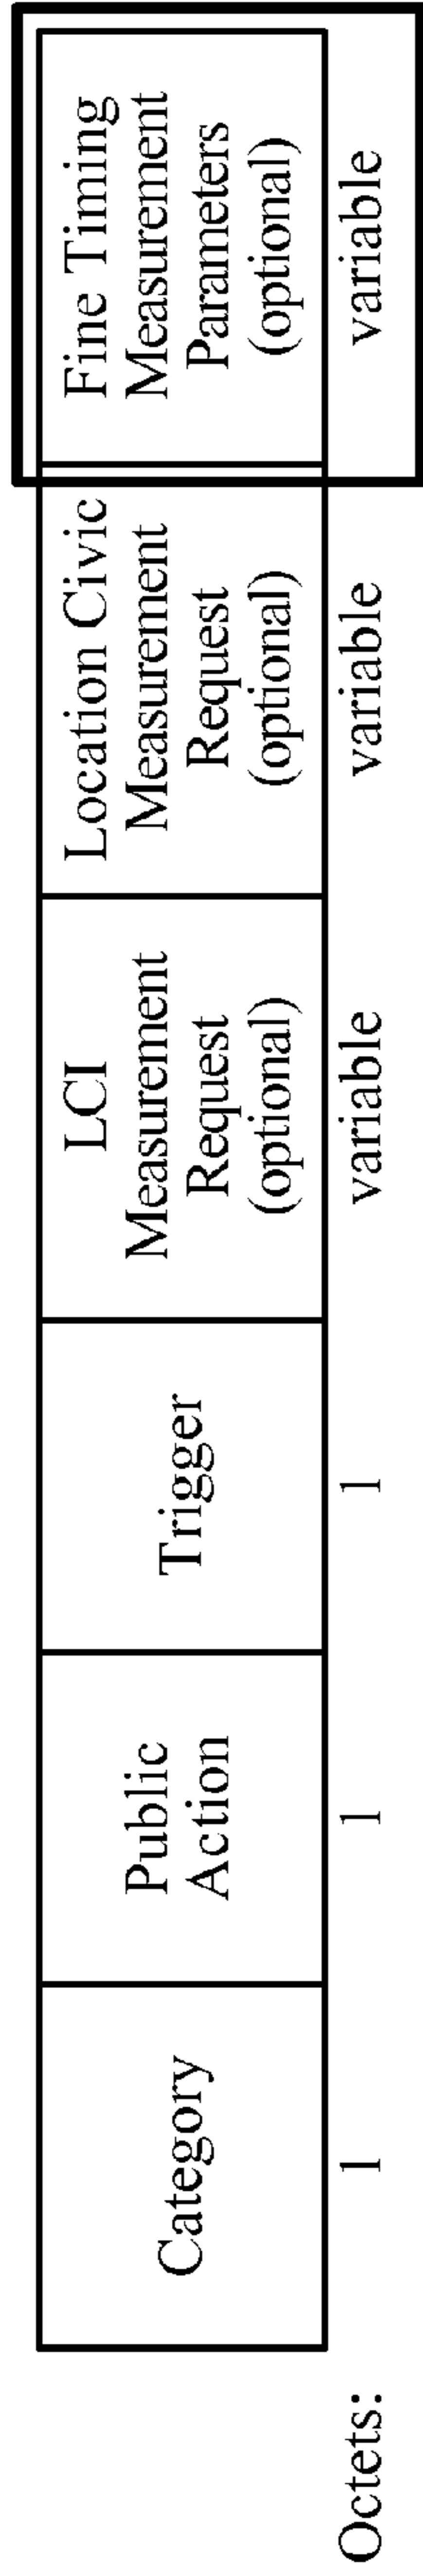 Category
Public
Action
Trigger
LCI
Measurement
Request
(optional)
Location Civic
Measurement
Request
(optional)
Fine Timing
Measurement
Parameters
(optional)
Octets:
1
1
1
variable
variable
variable